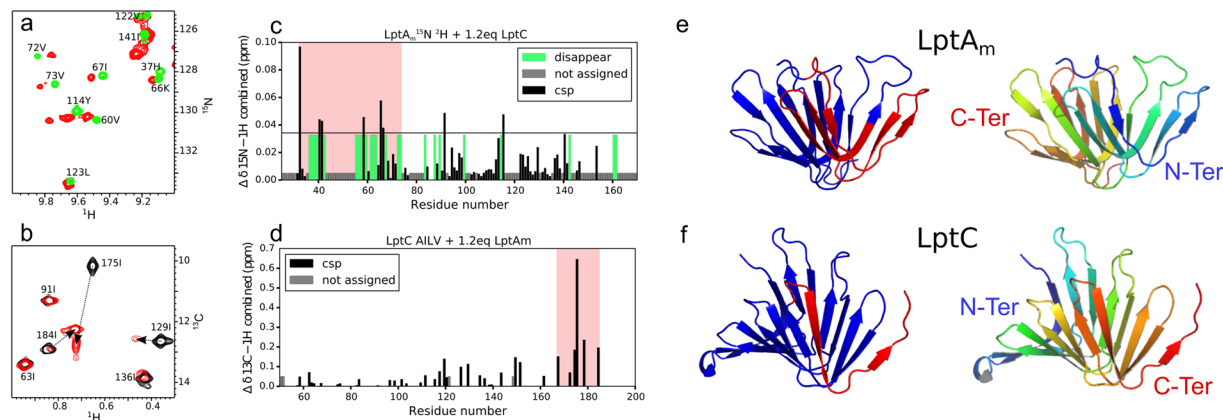 a
122V
141I
72V
73V
67I
37H
66K
114Y
60V
123L
126
128
130
132
¹⁵N
9.8 9.6 9.4 9.2
¹H
b
175I
91I
184I
129I
63I
136I
10
12
14
¹³C
0.8 0.6 0.4
¹H
c
LptAₘ¹⁵N ²H + 1.2eq LptC
Δ δ15N−1H combined (ppm)
0.10
0.08
0.06
0.04
0.02
0.00
disappear
not assigned
csp
40 60 80 100 120 140 160
Residue number
d
LptC AILV + 1.2eq LptAm
Δ δ13C−1H combined (ppm)
0.7
0.6
0.5
0.4
0.3
0.2
0.1
0.0
csp
not assigned
60 80 100 120 140 160 180 200
Residue number
e
LptAₘ
C-Ter
N-Ter
f
LptC
N-Ter
C-Ter